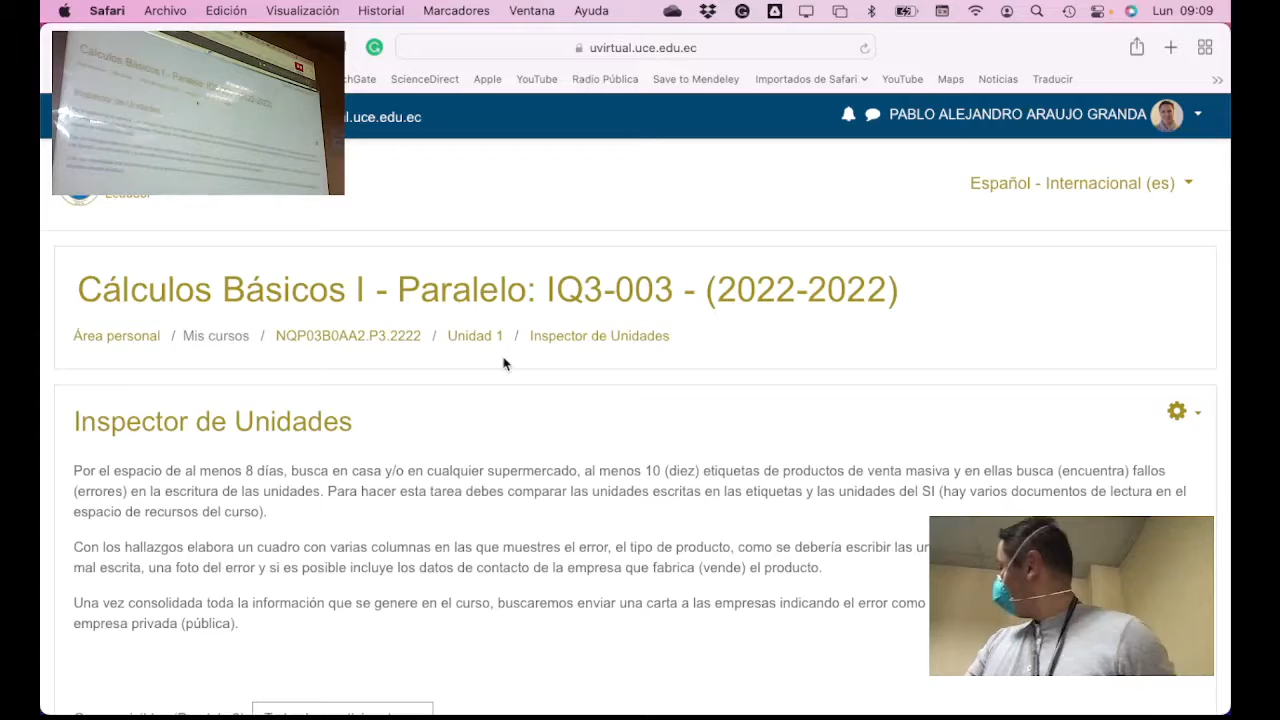 Safari Archivo Edición Visualización Historial Marcadores Ventana Ayuda Lun 09:09
uvirtual.uce.edu.ec
ScienceDirect Apple YouTube Radio Pública Save to Mendeley Importados de Safari YouTube Maps Noticias Traducir
.uce.edu.ec PABLO ALEJANDRO ARAUJO GRANDA
Español - Internacional (es)
Cálculos Básicos I - Paralelo: IQ3-003 - (2022-2022)
Área personal / Mis cursos / NQP03B0AA2.P3.2222 / Unidad 1 / Inspector de Unidades
Inspector de Unidades
Por el espacio de al menos 8 días, busca en casa y/o en cualquier supermercado, al menos 10 (diez) etiquetas de productos de venta masiva y en ellas busca (encuentra) fallos
(errores) en la escritura de las unidades. Para hacer esta tarea debes comparar las unidades escritas en las etiquetas y las unidades del SI (hay varios documentos de lectura en el
espacio de recursos del curso).
Con los hallazgos elabora un cuadro con varias columnas en las que muestres el error, el tipo de producto, como se debería escribir las
mal escrita, una foto del error y si es posible incluye los datos de contacto de la empresa que fabrica (vende) el producto.
Una vez consolidada toda la información que se genere en el curso, buscaremos enviar una carta a las empresas indicando el error como
empresa privada (pública).